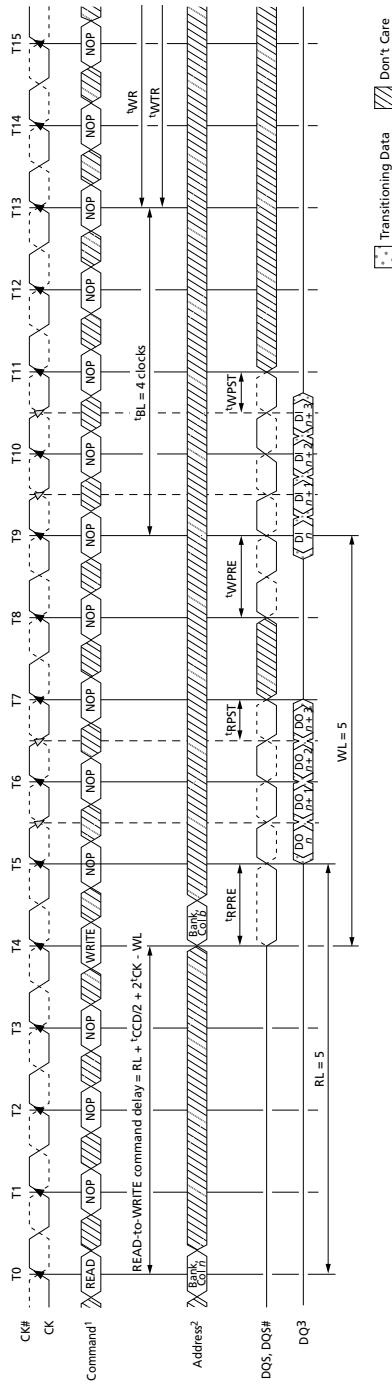 T0 T1 T2 T3 T4 T5 T6 T7 T8 T9 T10 T11 T12 T13 T14 T15
CK#
CK
Command¹ READ NOP NOP NOP WRITE NOP NOP NOP NOP NOP NOP NOP NOP NOP NOP NOP
READ-to-WRITE command delay = RL + ᵗCCD/2 + 2ᵗCK - WL
ᵗBL = 4 clocks
ᵗWR
ᵗWTR
Address² Bank, Col n Bank, Col b
ᵗRPRE ᵗRPST ᵗWPRE ᵗWPST
DQS, DQS#
DQ³ DO n DO n + 1 DO n + 2 DO n + 3 DI n DI n + 1 DI n + 2 DI n + 3
RL = 5
WL = 5
Transitioning Data Don't Care